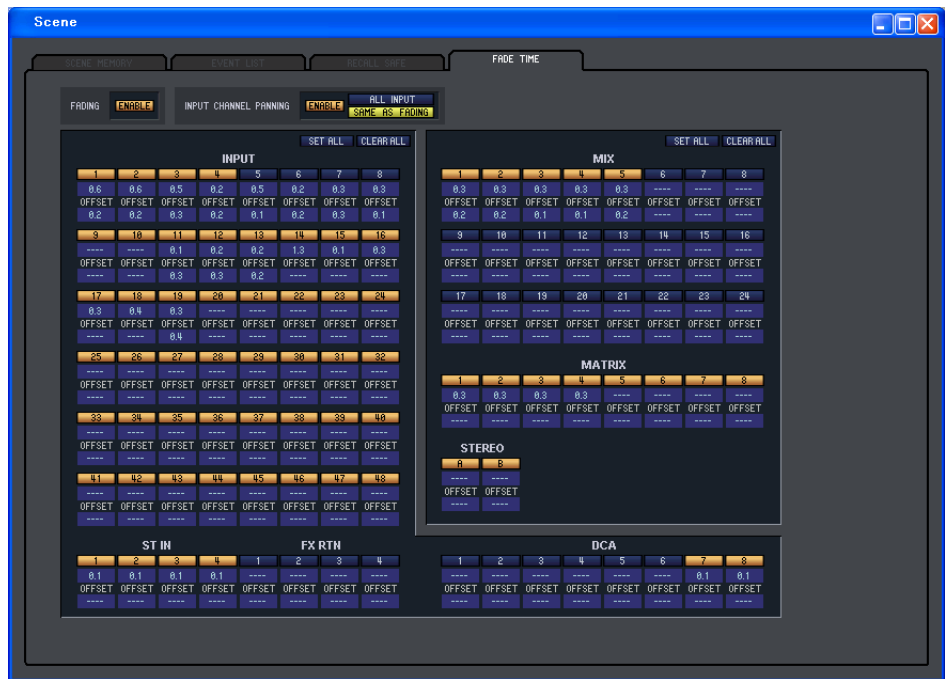 Scene
SCENE MEMORY EVENT LIST RECALL SAFE FADE TIME
FADING ENABLE INPUT CHANNEL PANNING ENABLE ALL INPUT
SAME AS FADING
SET ALL CLEAR ALL
INPUT
1 2 3 4 5 6 7 8
0.6 0.6 0.5 0.2 0.5 0.2 0.3 0.3
OFFSET OFFSET OFFSET OFFSET OFFSET OFFSET OFFSET OFFSET
0.2 0.2 0.3 0.2 0.1 0.2 0.3 0.1
9 10 11 12 13 14 15 16
---- ---- 0.1 0.2 0.2 1.3 0.1 0.3
OFFSET OFFSET OFFSET OFFSET OFFSET OFFSET OFFSET OFFSET
---- ---- 0.3 0.3 0.2 ---- ---- ----
17 18 19 20 21 22 23 24
0.3 0.4 0.3 ---- ---- ---- ---- ----
OFFSET OFFSET OFFSET OFFSET OFFSET OFFSET OFFSET OFFSET
---- ---- 0.4 ---- ---- ---- ---- ----
25 26 27 28 29 30 31 32
---- ---- ---- ---- ---- ---- ---- ----
OFFSET OFFSET OFFSET OFFSET OFFSET OFFSET OFFSET OFFSET
---- ---- ---- ---- ---- ---- ---- ----
33 34 35 36 37 38 39 40
---- ---- ---- ---- ---- ---- ---- ----
OFFSET OFFSET OFFSET OFFSET OFFSET OFFSET OFFSET OFFSET
---- ---- ---- ---- ---- ---- ---- ----
41 42 43 44 45 46 47 48
---- ---- ---- ---- ---- ---- ---- ----
OFFSET OFFSET OFFSET OFFSET OFFSET OFFSET OFFSET OFFSET
---- ---- ---- ---- ---- ---- ---- ----
SET ALL CLEAR ALL
MIX
1 2 3 4 5 6 7 8
0.3 0.3 0.3 0.3 0.3 ---- ---- ----
OFFSET OFFSET OFFSET OFFSET OFFSET OFFSET OFFSET OFFSET
0.2 0.2 0.1 0.1 0.2 ---- ---- ----
9 10 11 12 13 14 15 16
---- ---- ---- ---- ---- ---- ---- ----
OFFSET OFFSET OFFSET OFFSET OFFSET OFFSET OFFSET OFFSET
---- ---- ---- ---- ---- ---- ---- ----
17 18 19 20 21 22 23 24
---- ---- ---- ---- ---- ---- ---- ----
OFFSET OFFSET OFFSET OFFSET OFFSET OFFSET OFFSET OFFSET
---- ---- ---- ---- ---- ---- ---- ----
MATRIX
1 2 3 4 5 6 7 8
0.3 0.3 0.3 0.3 ---- ---- ---- ----
OFFSET OFFSET OFFSET OFFSET OFFSET OFFSET OFFSET OFFSET
---- ---- ---- ---- ---- ---- ---- ----
STEREO
A B
---- ----
OFFSET OFFSET
---- ----
ST IN FX RTN
1 2 3 4 1 2 3 4
0.1 0.1 0.1 0.1 ---- ---- ---- ----
OFFSET OFFSET OFFSET OFFSET OFFSET OFFSET OFFSET OFFSET
---- ---- ---- ---- ---- ---- ---- ----
DCA
1 2 3 4 5 6 7 8
---- ---- ---- ---- ---- ---- 0.1 0.1
OFFSET OFFSET OFFSET OFFSET OFFSET OFFSET OFFSET OFFSET
---- ---- ---- ---- ---- ---- ---- ----